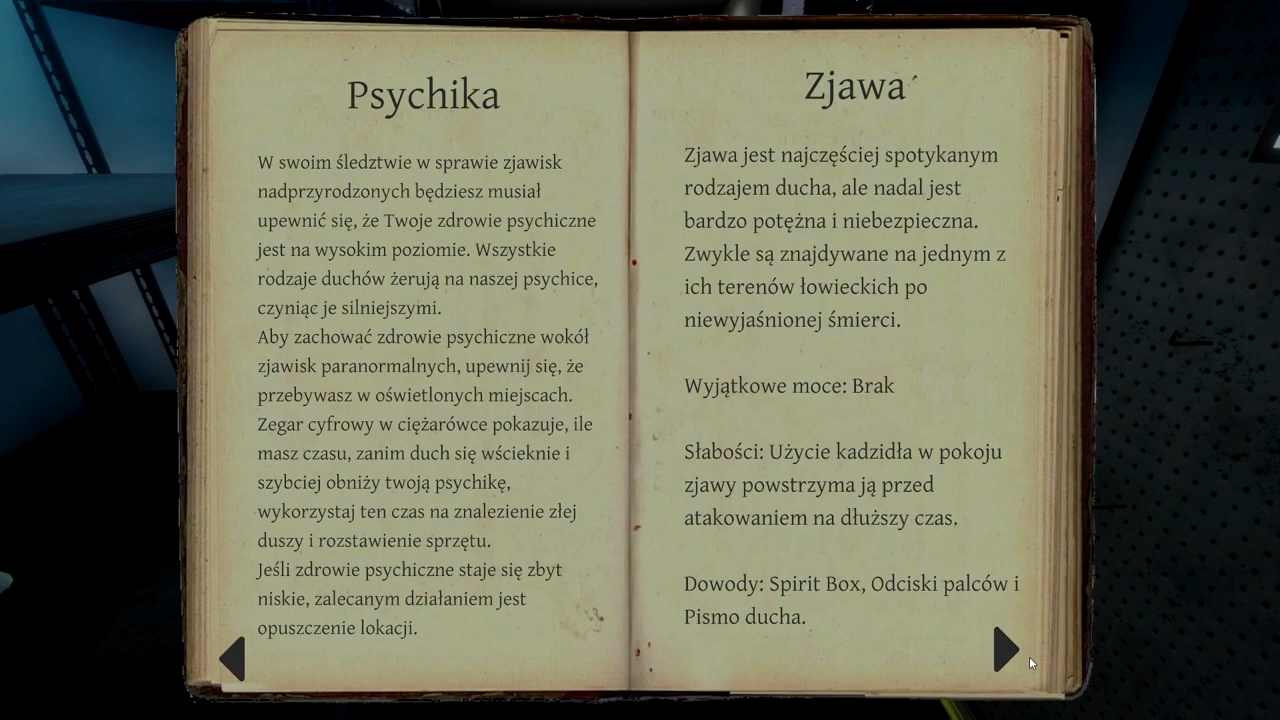 Psychika
W swoim śledztwie w sprawie zjawisk
nadprzyrodzonych będziesz musiał
upewnić się, że Twoje zdrowie psychiczne
jest na wysokim poziomie. Wszystkie
rodzaje duchów żerują na naszej psychice,
czyniąc je silniejszymi.
Aby zachować zdrowie psychiczne wokół
zjawisk paranormalnych, upewnij się, że
przebywasz w oświetlonych miejscach.
Zegar cyfrowy w ciężarówce pokazuje, ile
masz czasu, zanim duch się wścieknie i
szybciej obniży twoją psychikę,
wykorzystaj ten czas na znalezienie złej
duszy i rozstawienie sprzętu.
Jeśli zdrowie psychiczne staje się zbyt
niskie, zalecanym działaniem jest
opuszczenie lokacji.
Zjawa´
Zjawa jest najczęściej spotykanym
rodzajem ducha, ale nadal jest
bardzo potężna i niebezpieczna.
Zwykle są znajdywane na jednym z
ich terenów łowieckich po
niewyjaśnionej śmierci.
Wyjątkowe moce: Brak
Słabości: Użycie kadzidła w pokoju
zjawy powstrzyma ją przed
atakowaniem na dłuższy czas.
Dowody: Spirit Box, Odciski palców i
Pismo ducha.